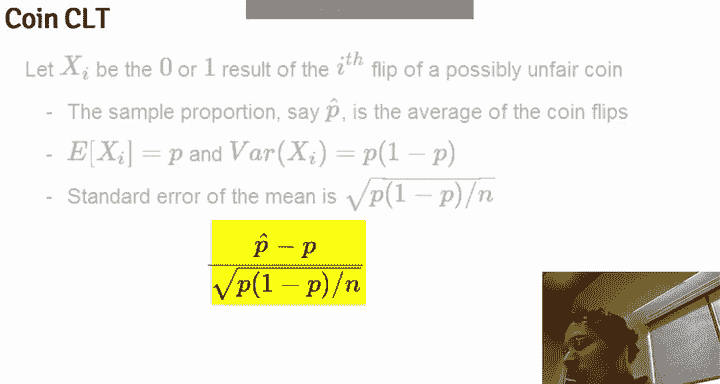 Coin CLT
Let X_i be the 0 or 1 result of the i^{th} flip of a possibly unfair coin
- The sample proportion, say p̂, is the average of the coin flips
- E[X_i] = p and Var(X_i) = p(1 − p)
- Standard error of the mean is √(p(1 − p)/n)
p̂ − p
√(p(1 − p)/n)